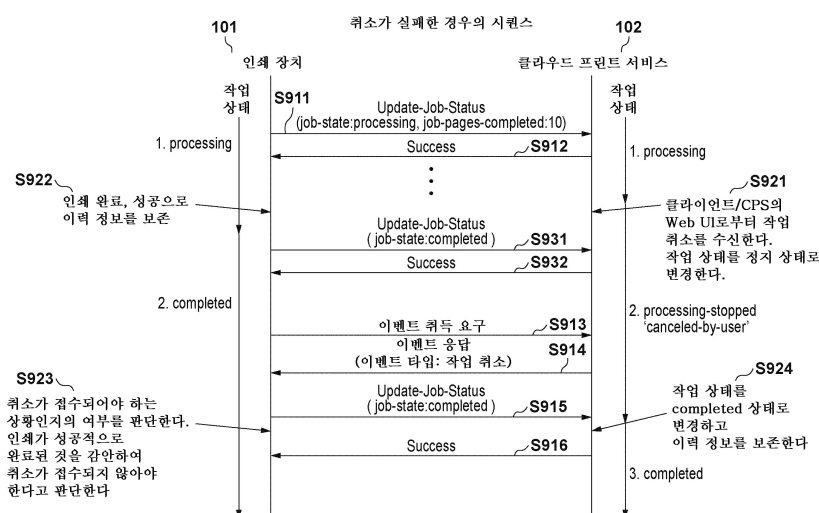 취소가 실패한 경우의 시퀀스
101
102
인쇄 장치
클라우드 프린트 서비스
작업
상태
작업
상태
S911
Update-Job-Status
(job-state:processing, job-pages-completed:10)
1. processing
Success
S912
1. processing
S922
인쇄 완료, 성공으로
이력 정보를 보존
S921
클라이언트/CPS의
Web UI로부터 작업
취소를 수신한다.
작업 상태를 정지 상태로
변경한다.
Update-Job-Status
( job-state:completed )
S931
Success
S932
2. completed
2. processing-stopped
‘canceled-by-user’
이벤트 취득 요구
S913
이벤트 응답
(이벤트 타입: 작업 취소)
S914
S923
취소가 접수되어야 하는
상황인지의 여부를 판단한다.
인쇄가 성공적으로
완료된 것을 감안하여
취소가 접수되지 않아야
한다고 판단한다
Update-Job-Status
( job-state:completed )
S915
S924
작업 상태를
completed 상태로
변경하고
이력 정보를 보존한다
Success
S916
3. completed